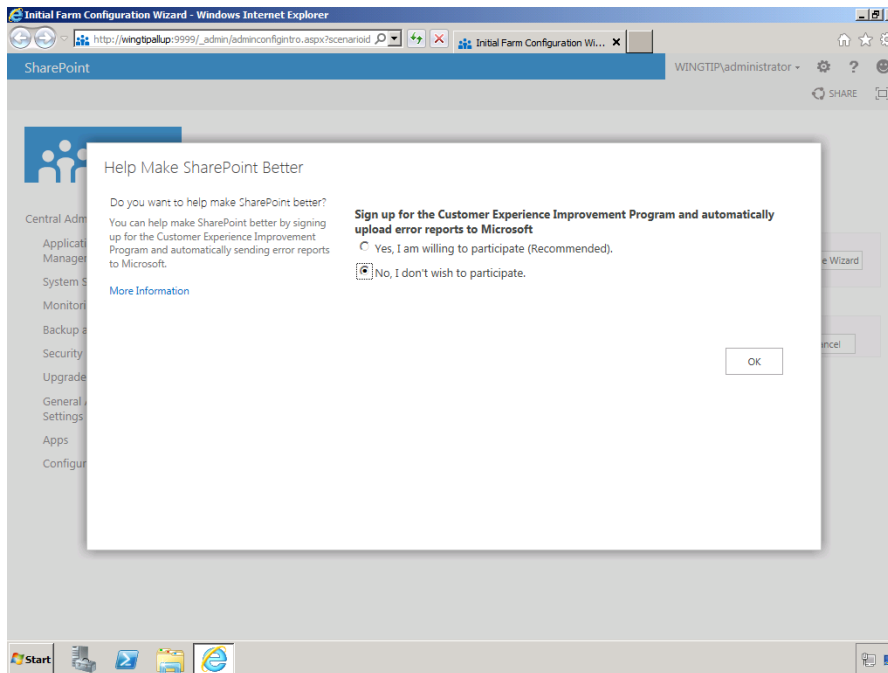 Initial Farm Configuration Wizard - Windows Internet Explorer
http://wingtipallup:9999/_admin/adminconfigintro.aspx?scenarioid
Initial Farm Configuration Wi...
SharePoint
WINGTIP\administrator
?
SHARE
Help Make SharePoint Better
Do you want to help make SharePoint better?
You can help make SharePoint better by signing
up for the Customer Experience Improvement
Program and automatically sending error reports
to Microsoft.
More Information
Sign up for the Customer Experience Improvement Program and automatically
upload error reports to Microsoft
Yes, I am willing to participate (Recommended).
No, I don't wish to participate.
OK
Central Adm
Applicati
Manager
System S
Monitori
Backup a
Security
Upgrade
General A
Settings
Apps
Configur
e Wizard
ncel
Start